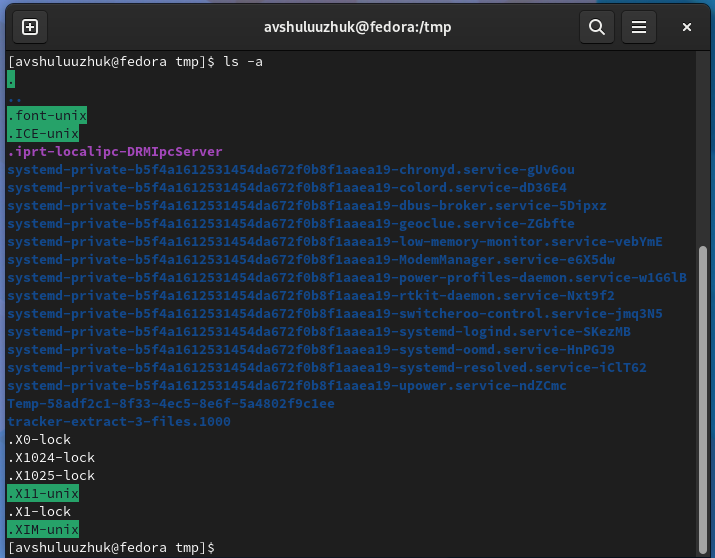 avshuluuzhuk@fedora:/tmp
[avshuluuzhuk@fedora tmp]$ ls -a
.
..
.font-unix
.ICE-unix
.iprt-localipc-DRMIpcServer
systemd-private-b5f4a1612531454da672f0b8f1aaea19-chronyd.service-gUv6ou
systemd-private-b5f4a1612531454da672f0b8f1aaea19-colord.service-dD36E4
systemd-private-b5f4a1612531454da672f0b8f1aaea19-dbus-broker.service-5Dipxz
systemd-private-b5f4a1612531454da672f0b8f1aaea19-geoclue.service-ZGbfte
systemd-private-b5f4a1612531454da672f0b8f1aaea19-low-memory-monitor.service-vebYmE
systemd-private-b5f4a1612531454da672f0b8f1aaea19-ModemManager.service-e6X5dw
systemd-private-b5f4a1612531454da672f0b8f1aaea19-power-profiles-daemon.service-w1G6lB
systemd-private-b5f4a1612531454da672f0b8f1aaea19-rtkit-daemon.service-Nxt9f2
systemd-private-b5f4a1612531454da672f0b8f1aaea19-switcheroo-control.service-jmq3N5
systemd-private-b5f4a1612531454da672f0b8f1aaea19-systemd-logind.service-SKezMB
systemd-private-b5f4a1612531454da672f0b8f1aaea19-systemd-oomd.service-HnPGJ9
systemd-private-b5f4a1612531454da672f0b8f1aaea19-systemd-resolved.service-iClT62
systemd-private-b5f4a1612531454da672f0b8f1aaea19-upower.service-ndZCmc
Temp-58adf2c1-8f33-4ec5-8e6f-5a4802f9c1ee
tracker-extract-3-files.1000
.X0-lock
.X1024-lock
.X1025-lock
.X11-unix
.X1-lock
.XIM-unix
[avshuluuzhuk@fedora tmp]$